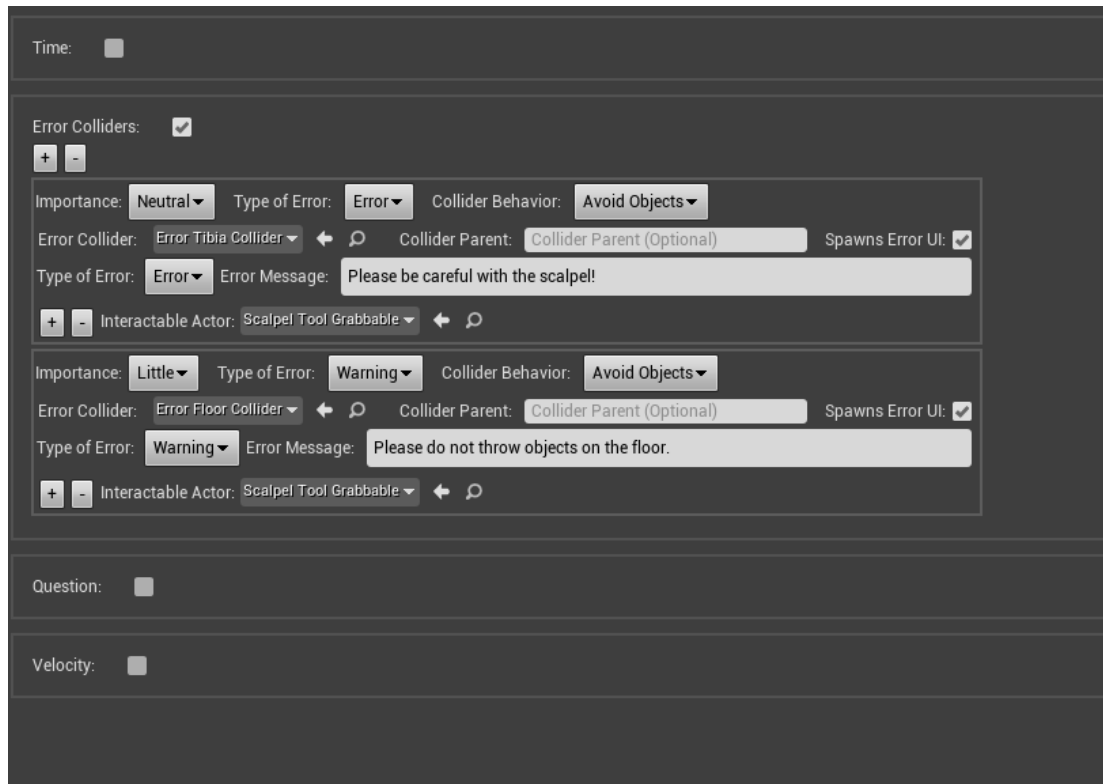 Time:
Error Colliders:
+ -
Importance: Neutral Type of Error: Error Collider Behavior: Avoid Objects
Error Collider: Error Tibia Collider Collider Parent: Collider Parent (Optional) Spawns Error UI:
Type of Error: Error Error Message: Please be careful with the scalpel!
+ - Interactable Actor: Scalpel Tool Grabbable
Importance: Little Type of Error: Warning Collider Behavior: Avoid Objects
Error Collider: Error Floor Collider Collider Parent: Collider Parent (Optional) Spawns Error UI:
Type of Error: Warning Error Message: Please do not throw objects on the floor.
+ - Interactable Actor: Scalpel Tool Grabbable
Question:
Velocity: